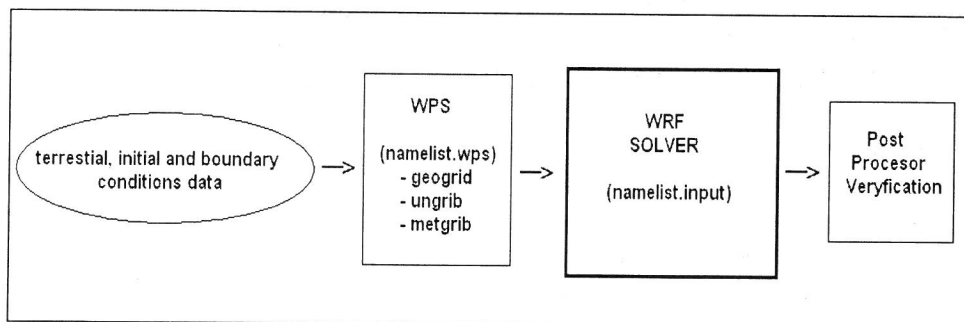 terrestial, initial and boundary
conditions data
WPS
(namelist.wps)
- geogrid
- ungrib
- metgrib
WRF
SOLVER
(namelist.input)
Post
Procesor
Veryfication